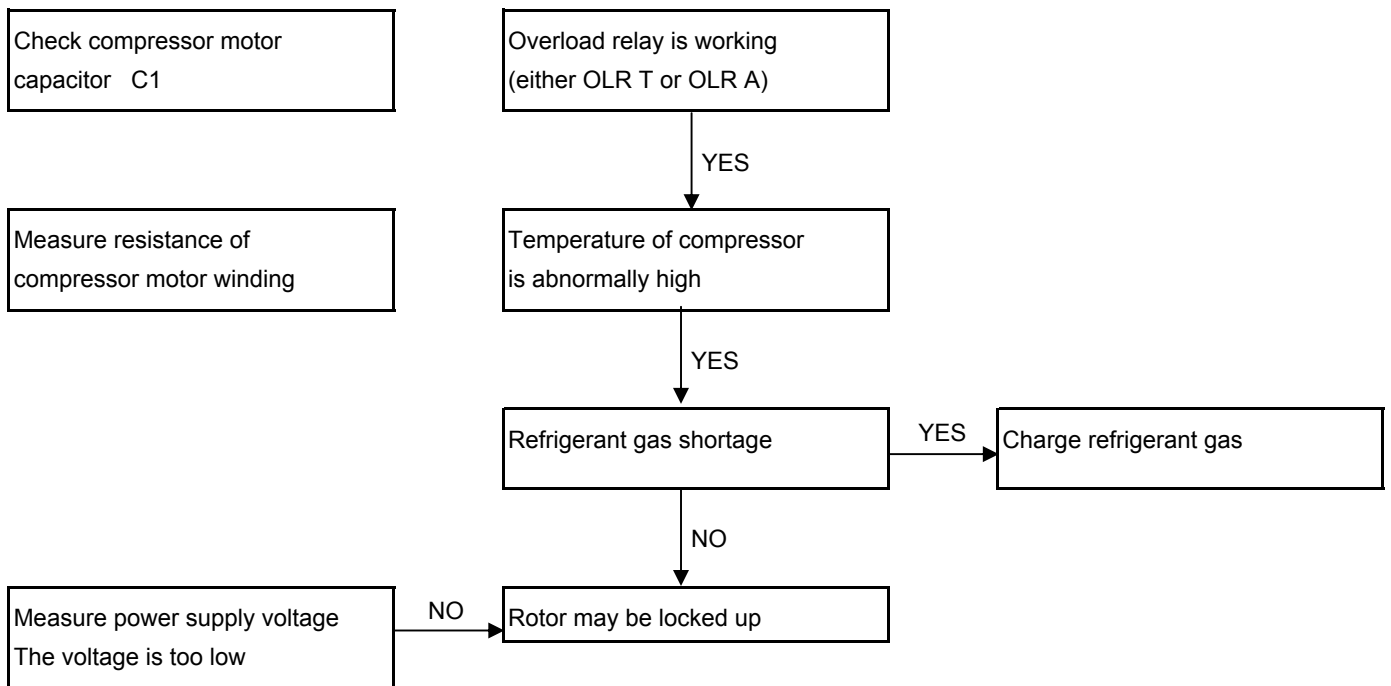 Check compressor motor
capacitor C1
Overload relay is working
(either OLR T or OLR A)
YES
Measure resistance of
compressor motor winding
Temperature of compressor
is abnormally high
YES
Refrigerant gas shortage
YES
Charge refrigerant gas
NO
Measure power supply voltage
The voltage is too low
NO
Rotor may be locked up